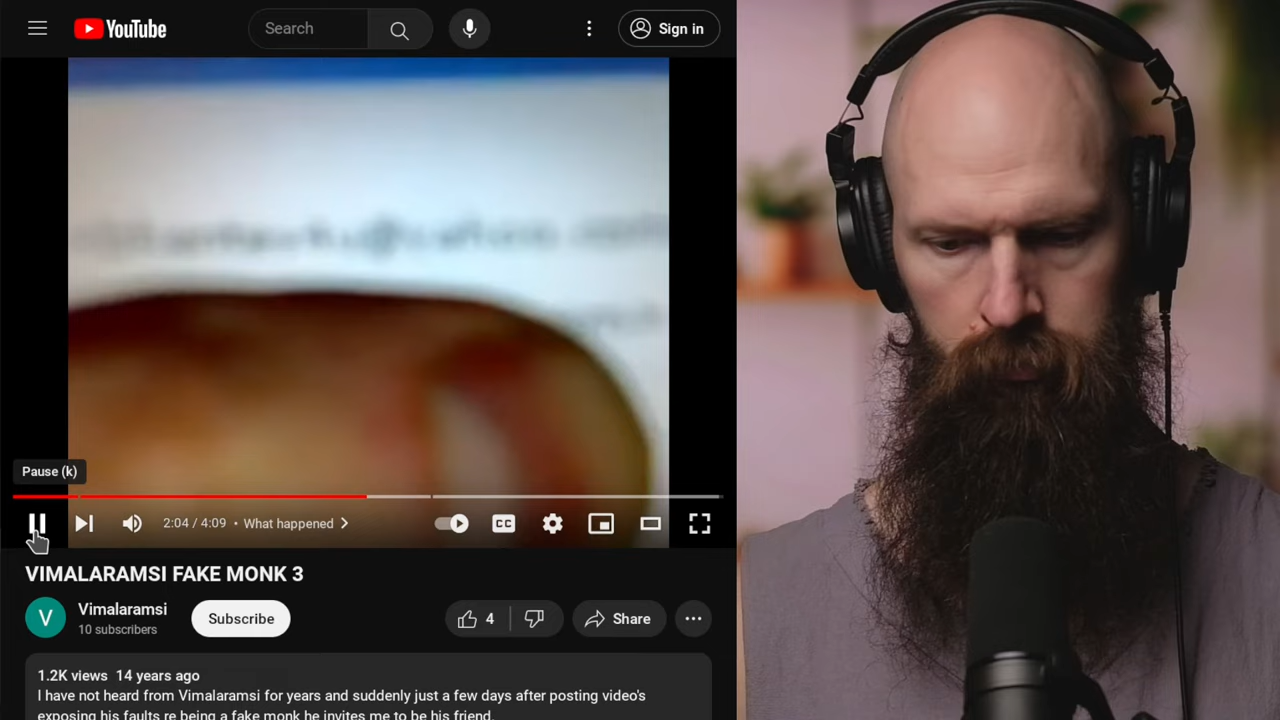 YouTube
Search
Sign in
Pause (k)
2:04 / 4:09 • What happened
CC
VIMALARAMSI FAKE MONK 3
V
Vimalaramsi
10 subscribers
Subscribe
4
Share
1.2K views 14 years ago
I have not heard from Vimalaramsi for years and suddenly just a few days after posting video's
exposing his faults re being a fake monk he invites me to be his friend.